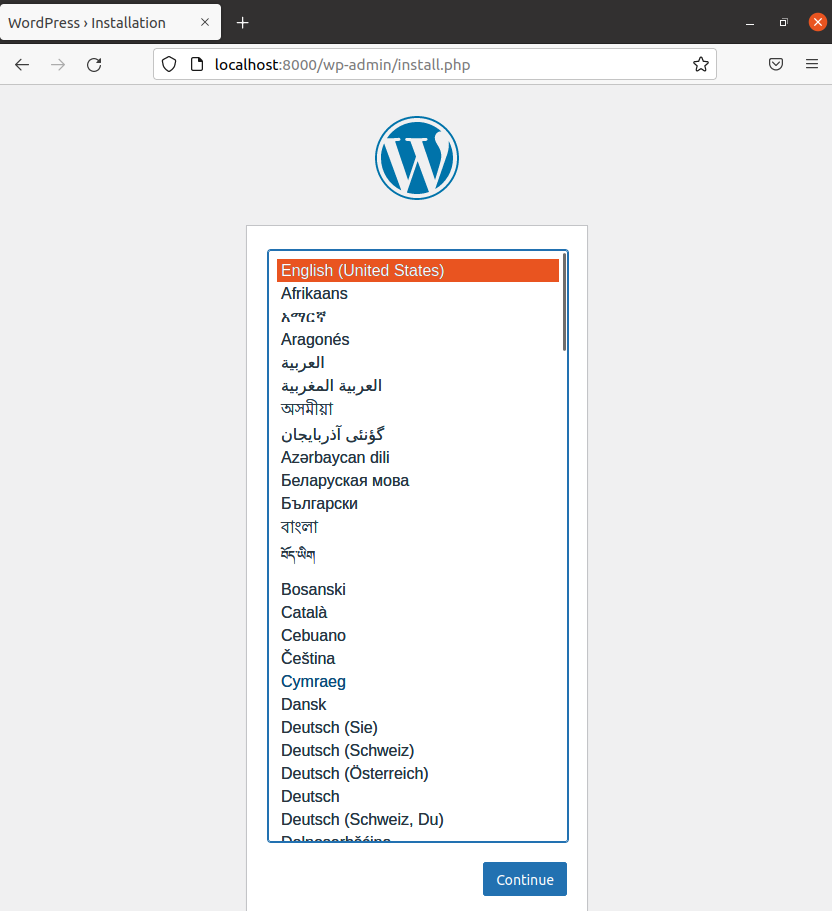 WordPress › Installation
localhost:8000/wp-admin/install.php
English (United States)
Afrikaans
አማርኛ
Aragonés
العربية
العربية المغربية
অসমীয়া
گؤنئی آذربایجان
Azərbaycan dili
Беларуская мова
Български
বাংলা
བོད་ཡིག
Bosanski
Català
Cebuano
Čeština
Cymraeg
Dansk
Deutsch (Sie)
Deutsch (Schweiz)
Deutsch (Österreich)
Deutsch
Deutsch (Schweiz, Du)
Continue